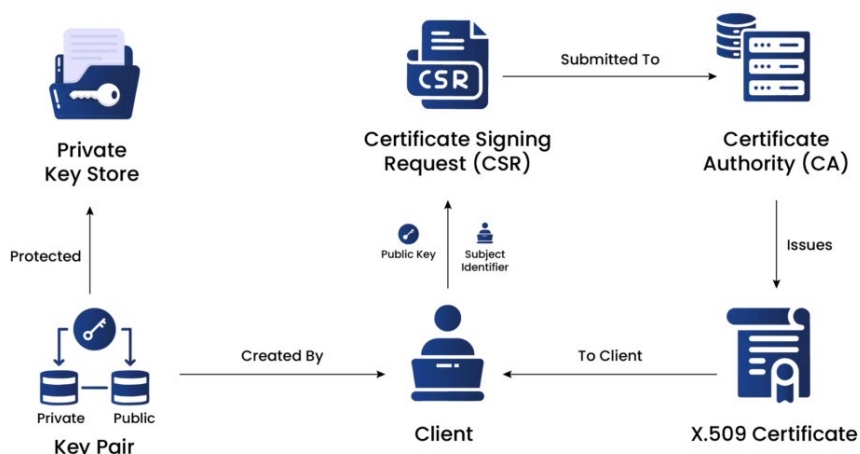 CSR
Submitted To
Private
Key Store
Certificate Signing
Request (CSR)
Certificate
Authority (CA)
Protected
Public Key
Subject
Identifier
Issues
Created By
To Client
Private
Public
Key Pair
Client
X.509 Certificate